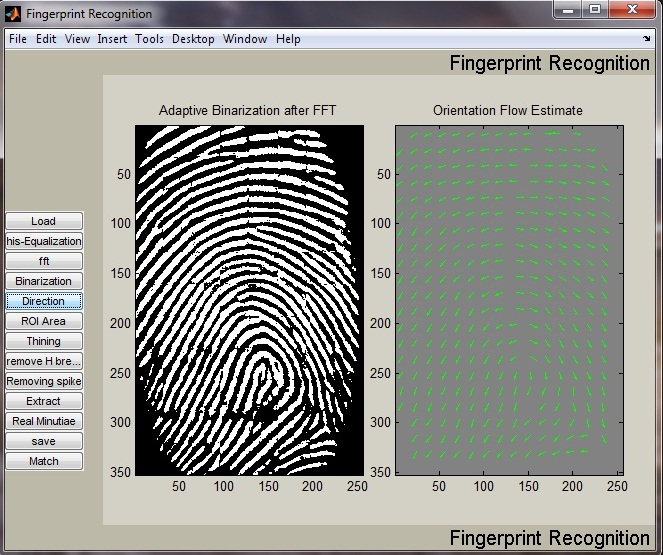 Fingerprint Recognition
File Edit View Insert Tools Desktop Window Help
Fingerprint Recognition
Load
his-Equalization
fft
Binarization
Direction
ROI Area
Thining
remove H bre...
Removing spike
Extract
Real Minutiae
save
Match
Adaptive Binarization after FFT
50
100
150
200
250
300
350
50 100 150 200 250
Orientation Flow Estimate
50
100
150
200
250
300
350
50 100 150 200 250
Fingerprint Recognition